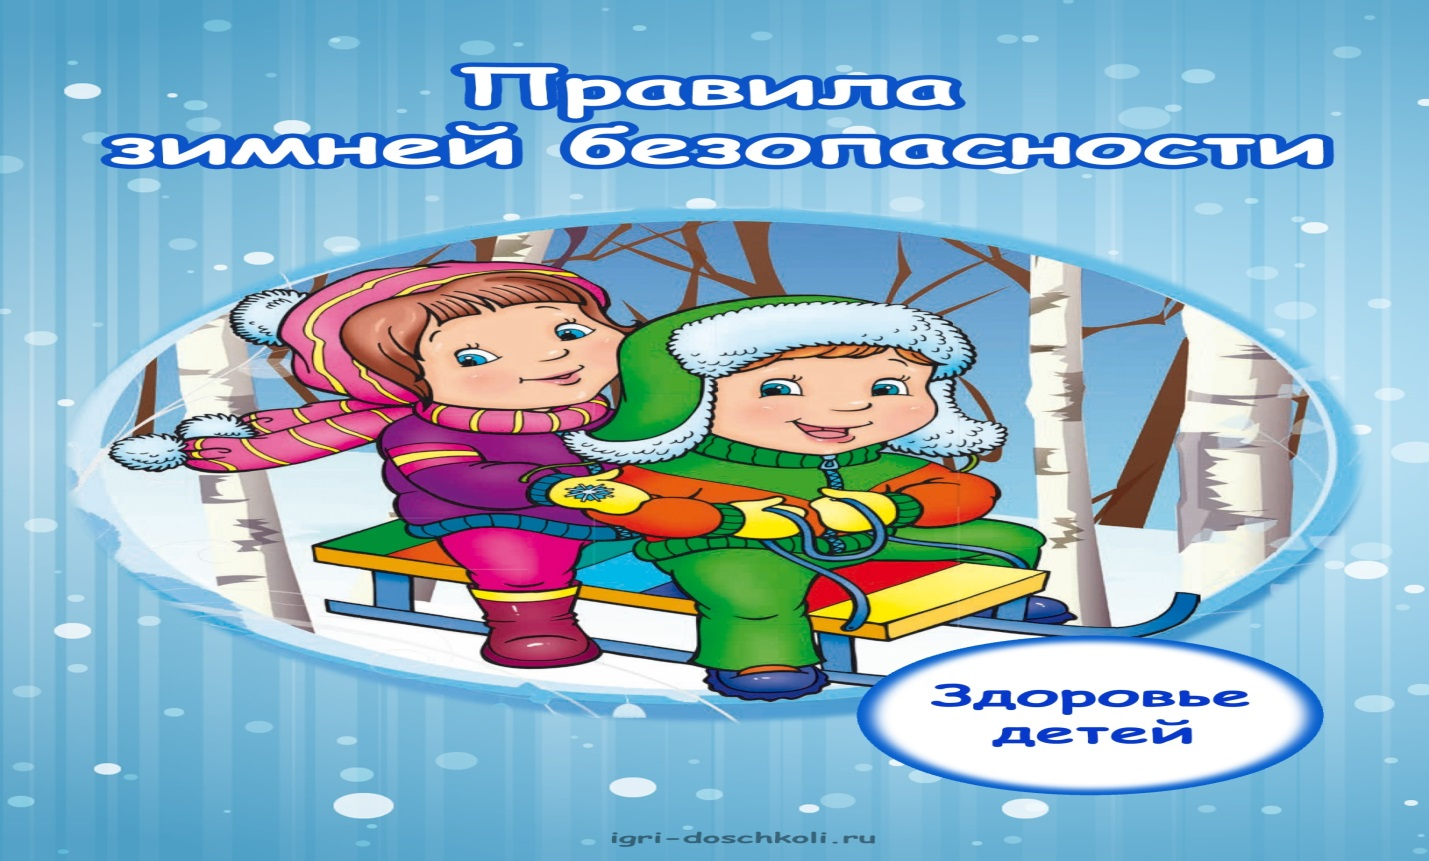 Правила
зимней безопасности
Здоровье
детей
igri-doschkoli.ru